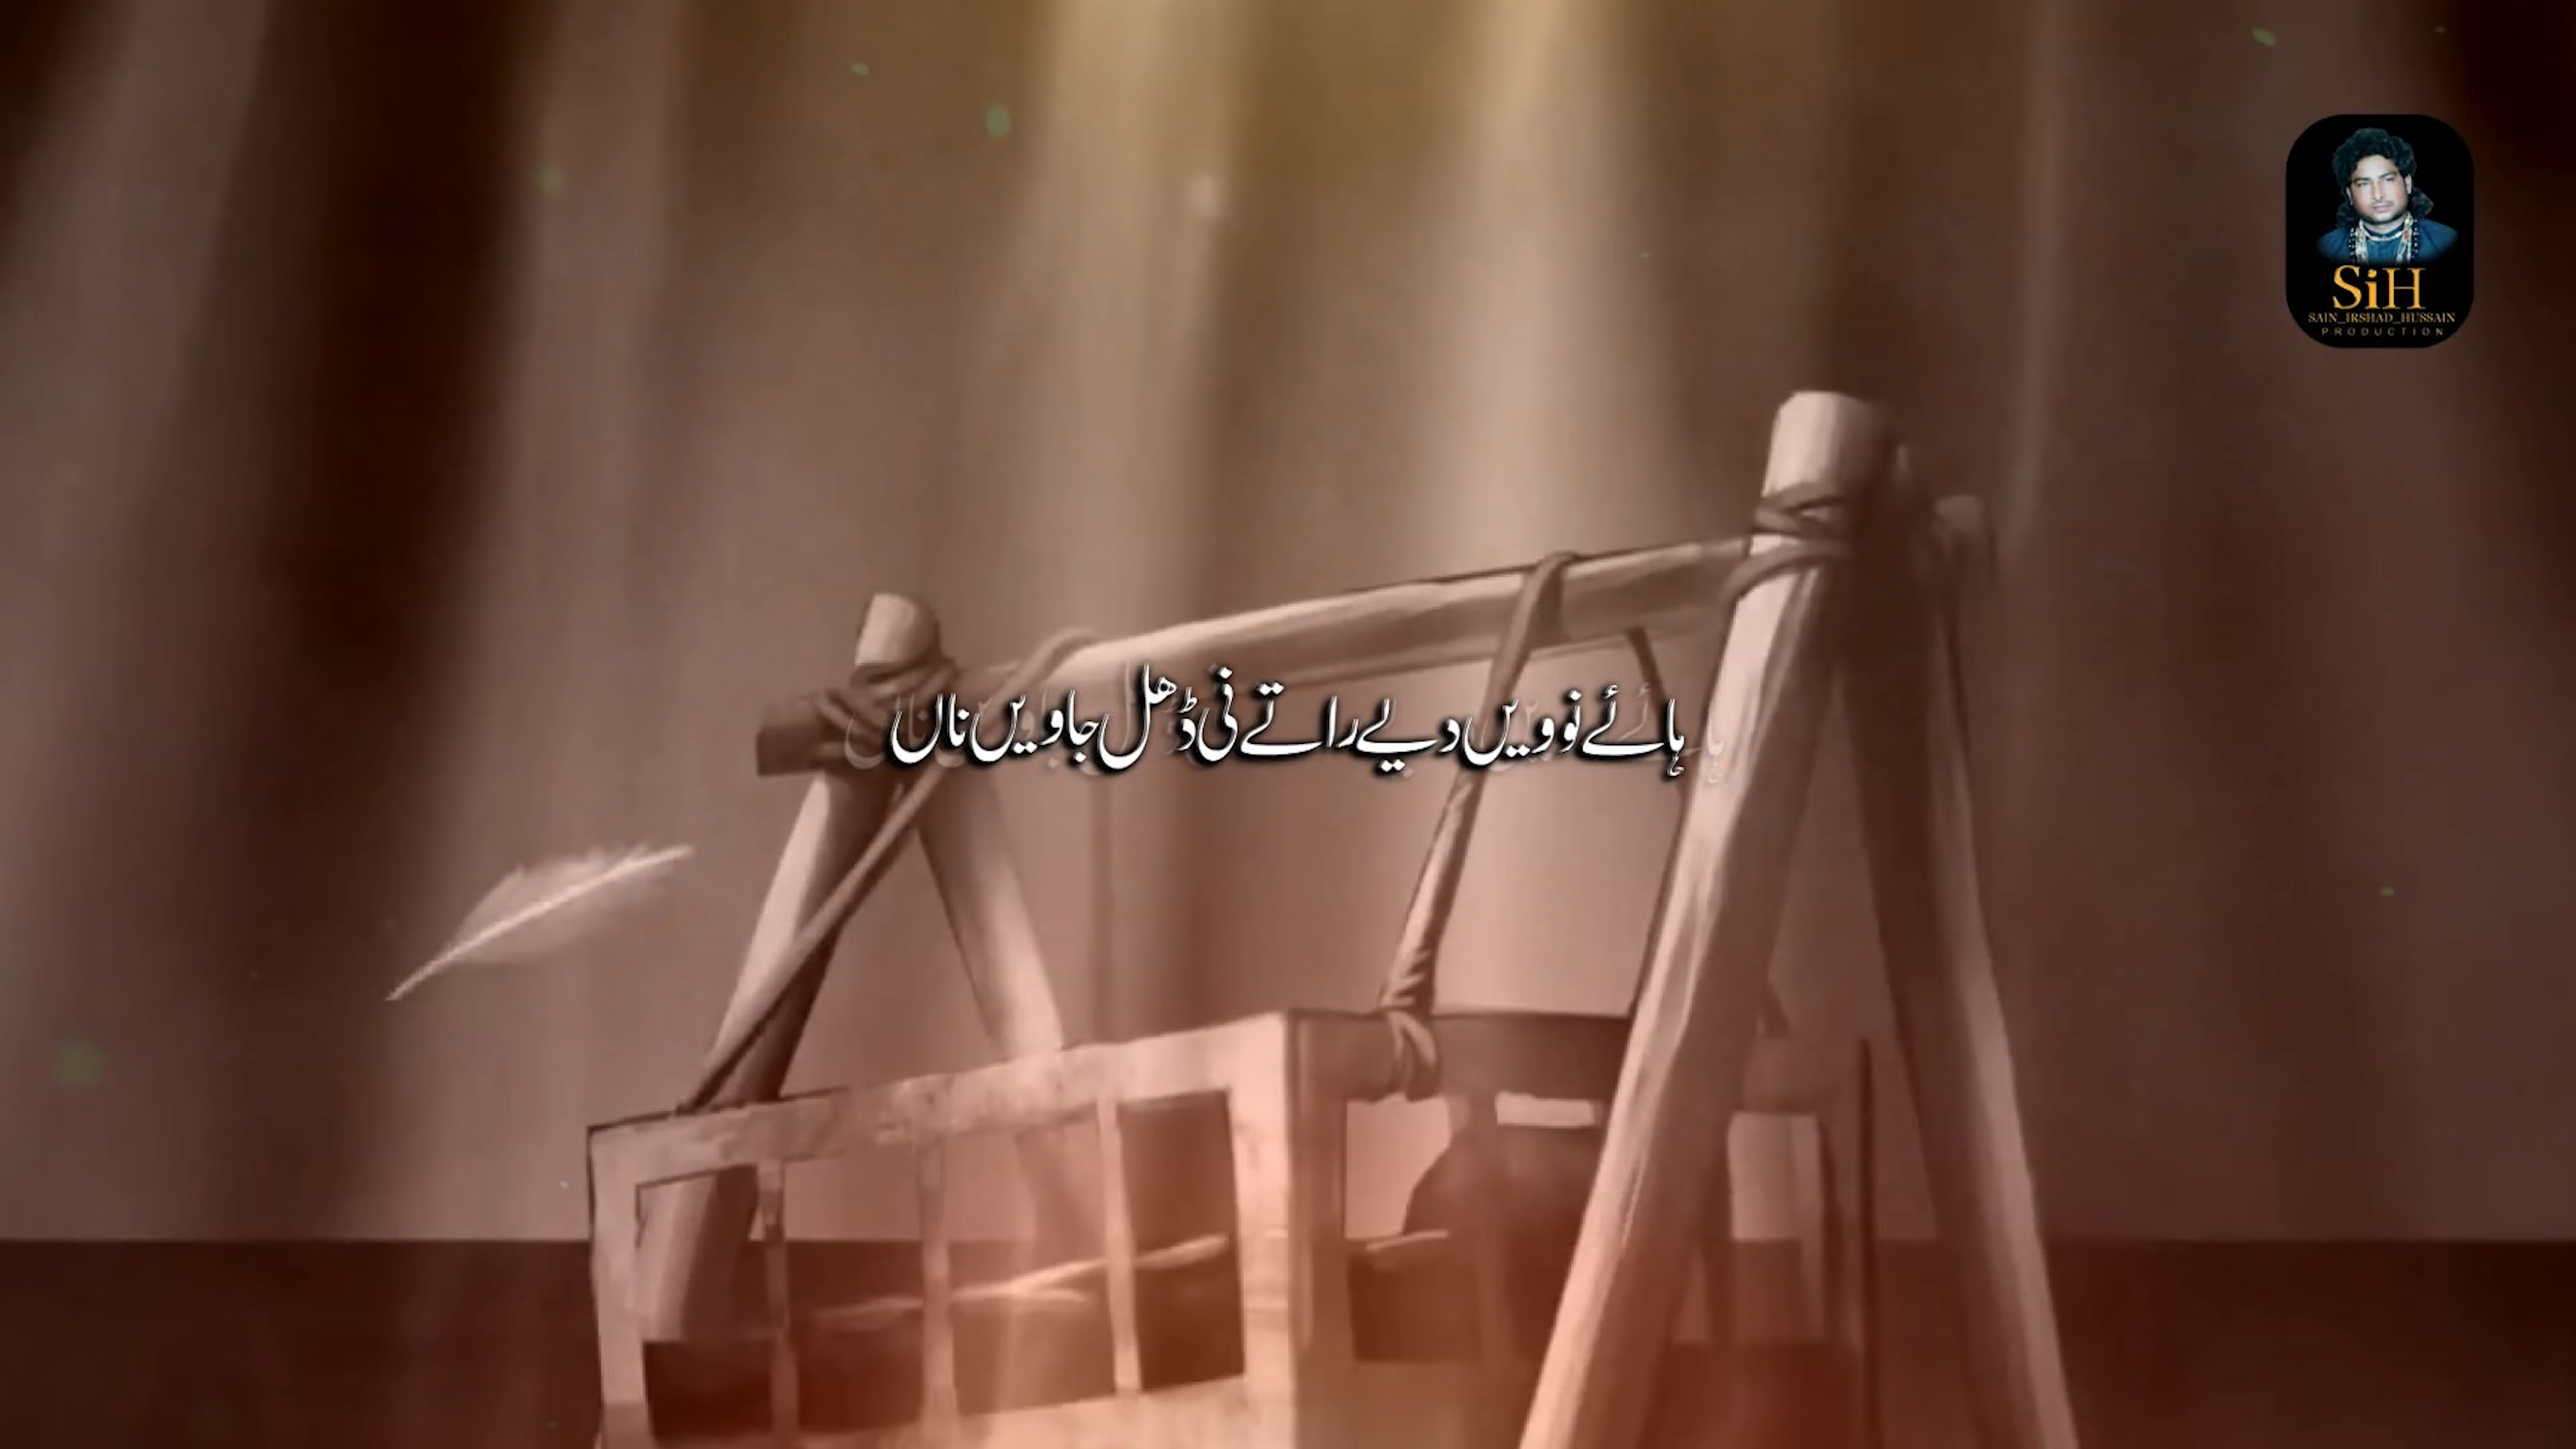 ہائے نوویں دیے راتے نی ڈھل جاویں ناں
SiH
SAIN_IRSHAD_HUSSAIN
PRODUCTION